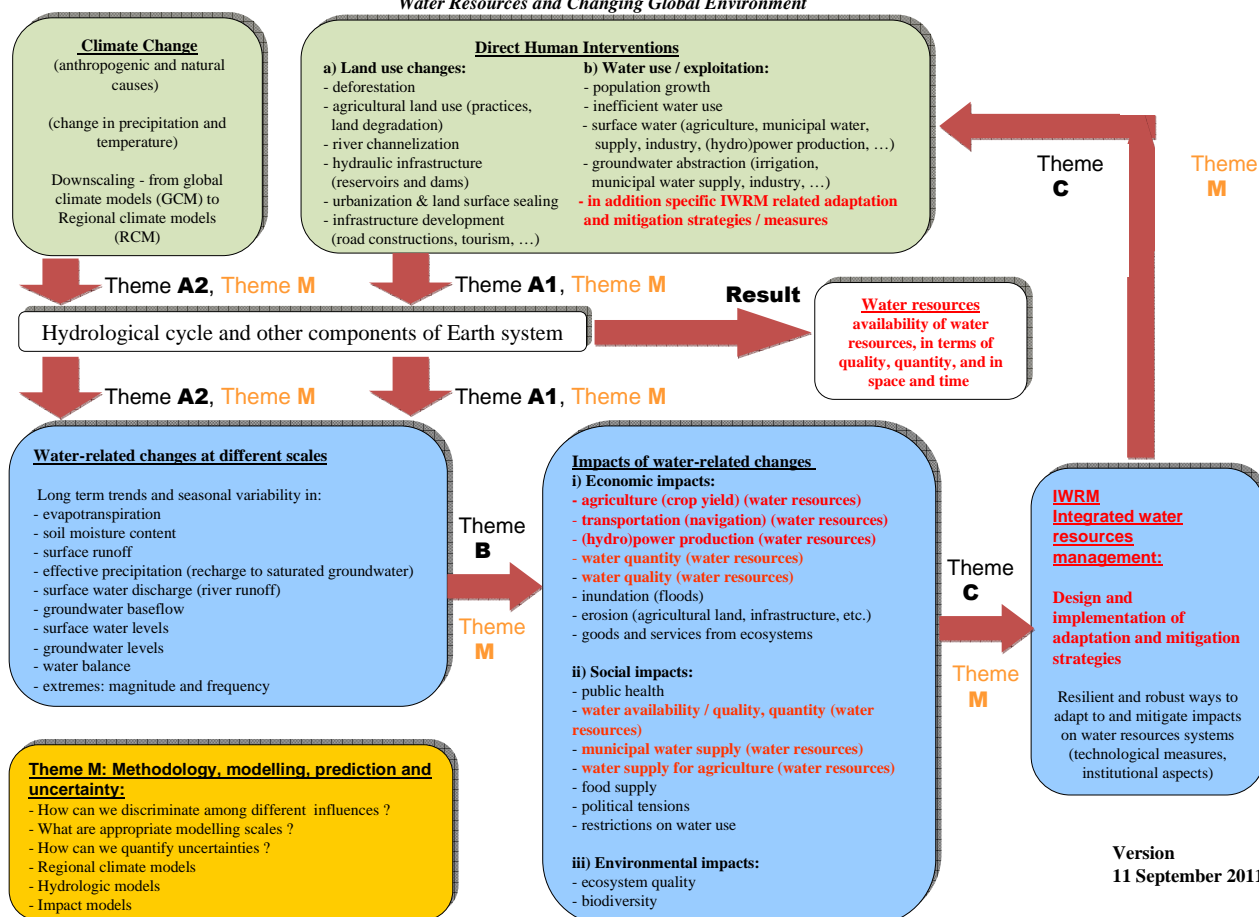 Water Resources and Changing Global Environment
Climate Change
(anthropogenic and natural
causes)
(change in precipitation and
temperature)
Downscaling - from global
climate models (GCM) to
Regional climate models
(RCM)
Direct Human Interventions
a) Land use changes:
- deforestation
- agricultural land use (practices,
land degradation)
- river channelization
- hydraulic infrastructure
(reservoirs and dams)
- urbanization & land surface sealing
- infrastructure development
(road constructions, tourism, …)
b) Water use / exploitation:
- population growth
- inefficient water use
- surface water (agriculture, municipal water,
supply, industry, (hydro)power production, …)
- groundwater abstraction (irrigation,
municipal water supply, industry, …)
- in addition specific IWRM related adaptation
and mitigation strategies / measures
Theme
C
Theme
M
Theme A2, Theme M
Theme A1, Theme M
Result
Hydrological cycle and other components of Earth system
Water resources
availability of water
resources, in terms of
quality, quantity, and in
space and time
Theme A2, Theme M
Theme A1, Theme M
Water-related changes at different scales
Long term trends and seasonal variability in:
- evapotranspiration
- soil moisture content
- surface runoff
- effective precipitation (recharge to saturated groundwater)
- surface water discharge (river runoff)
- groundwater baseflow
- surface water levels
- groundwater levels
- water balance
- extremes: magnitude and frequency
Theme
B
Theme
M
Impacts of water-related changes
i) Economic impacts:
- agriculture (crop yield) (water resources)
- transportation (navigation) (water resources)
- (hydro)power production (water resources)
- water quantity (water resources)
- water quality (water resources)
- inundation (floods)
- erosion (agricultural land, infrastructure, etc.)
- goods and services from ecosystems
ii) Social impacts:
- public health
- water availability / quality, quantity (water
resources)
- municipal water supply (water resources)
- water supply for agriculture (water resources)
- food supply
- political tensions
- restrictions on water use
iii) Environmental impacts:
- ecosystem quality
- biodiversity
Theme
C
Theme
M
IWRM
Integrated water
resources
management:
Design and
implementation of
adaptation and mitigation
strategies
Resilient and robust ways to
adapt to and mitigate impacts
on water resources systems
(technological measures,
institutional aspects)
Theme M: Methodology, modelling, prediction and
uncertainty:
- How can we discriminate among different influences ?
- What are appropriate modelling scales ?
- How can we quantify uncertainties ?
- Regional climate models
- Hydrologic models
- Impact models
Version
11 September 2011